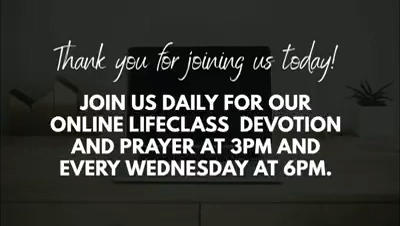 Thank you for joining us today!
JOIN US DAILY FOR OUR
ONLINE LIFECLASS DEVOTION
AND PRAYER AT 3PM AND
EVERY WEDNESDAY AT 6PM.